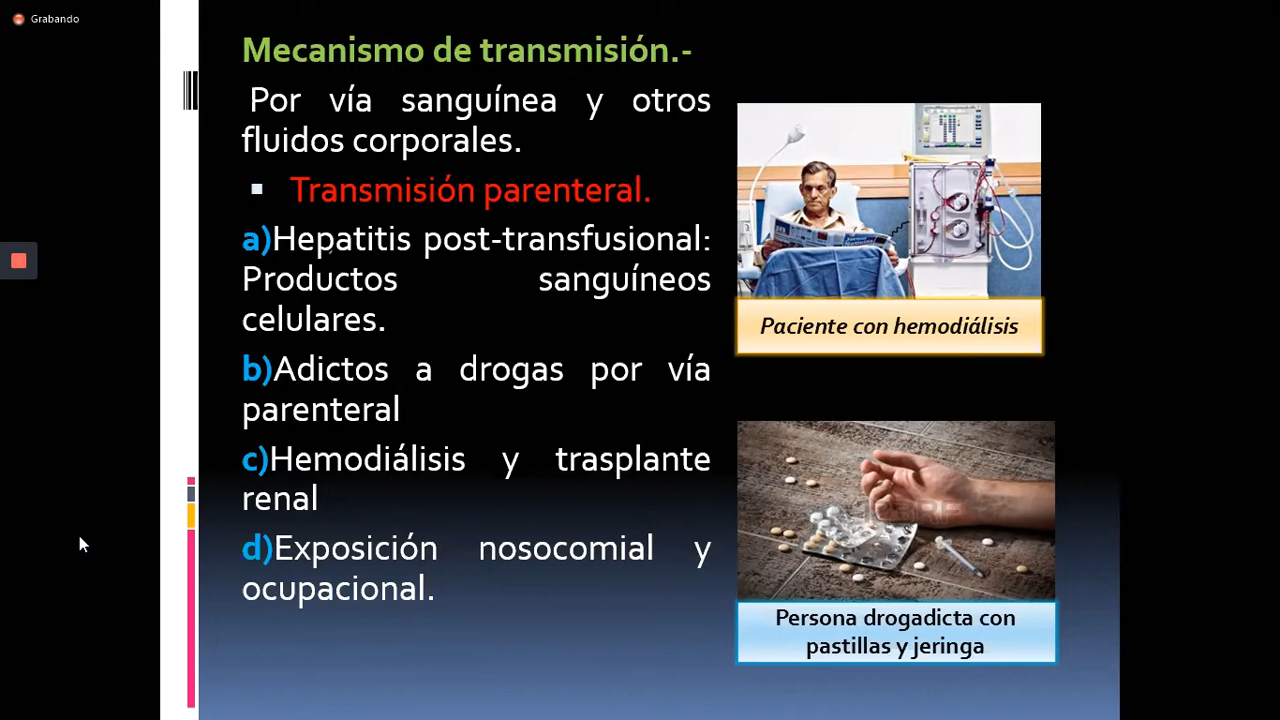 Grabando
Mecanismo de transmisión.-
Por vía sanguínea y otros
fluidos corporales.
Transmisión parenteral.
a)Hepatitis post-transfusional:
Productos sanguíneos
celulares.
b)Adictos a drogas por vía
parenteral
c)Hemodiálisis y trasplante
renal
d)Exposición nosocomial y
ocupacional.
Paciente con hemodiálisis
Persona drogadicta con
pastillas y jeringa